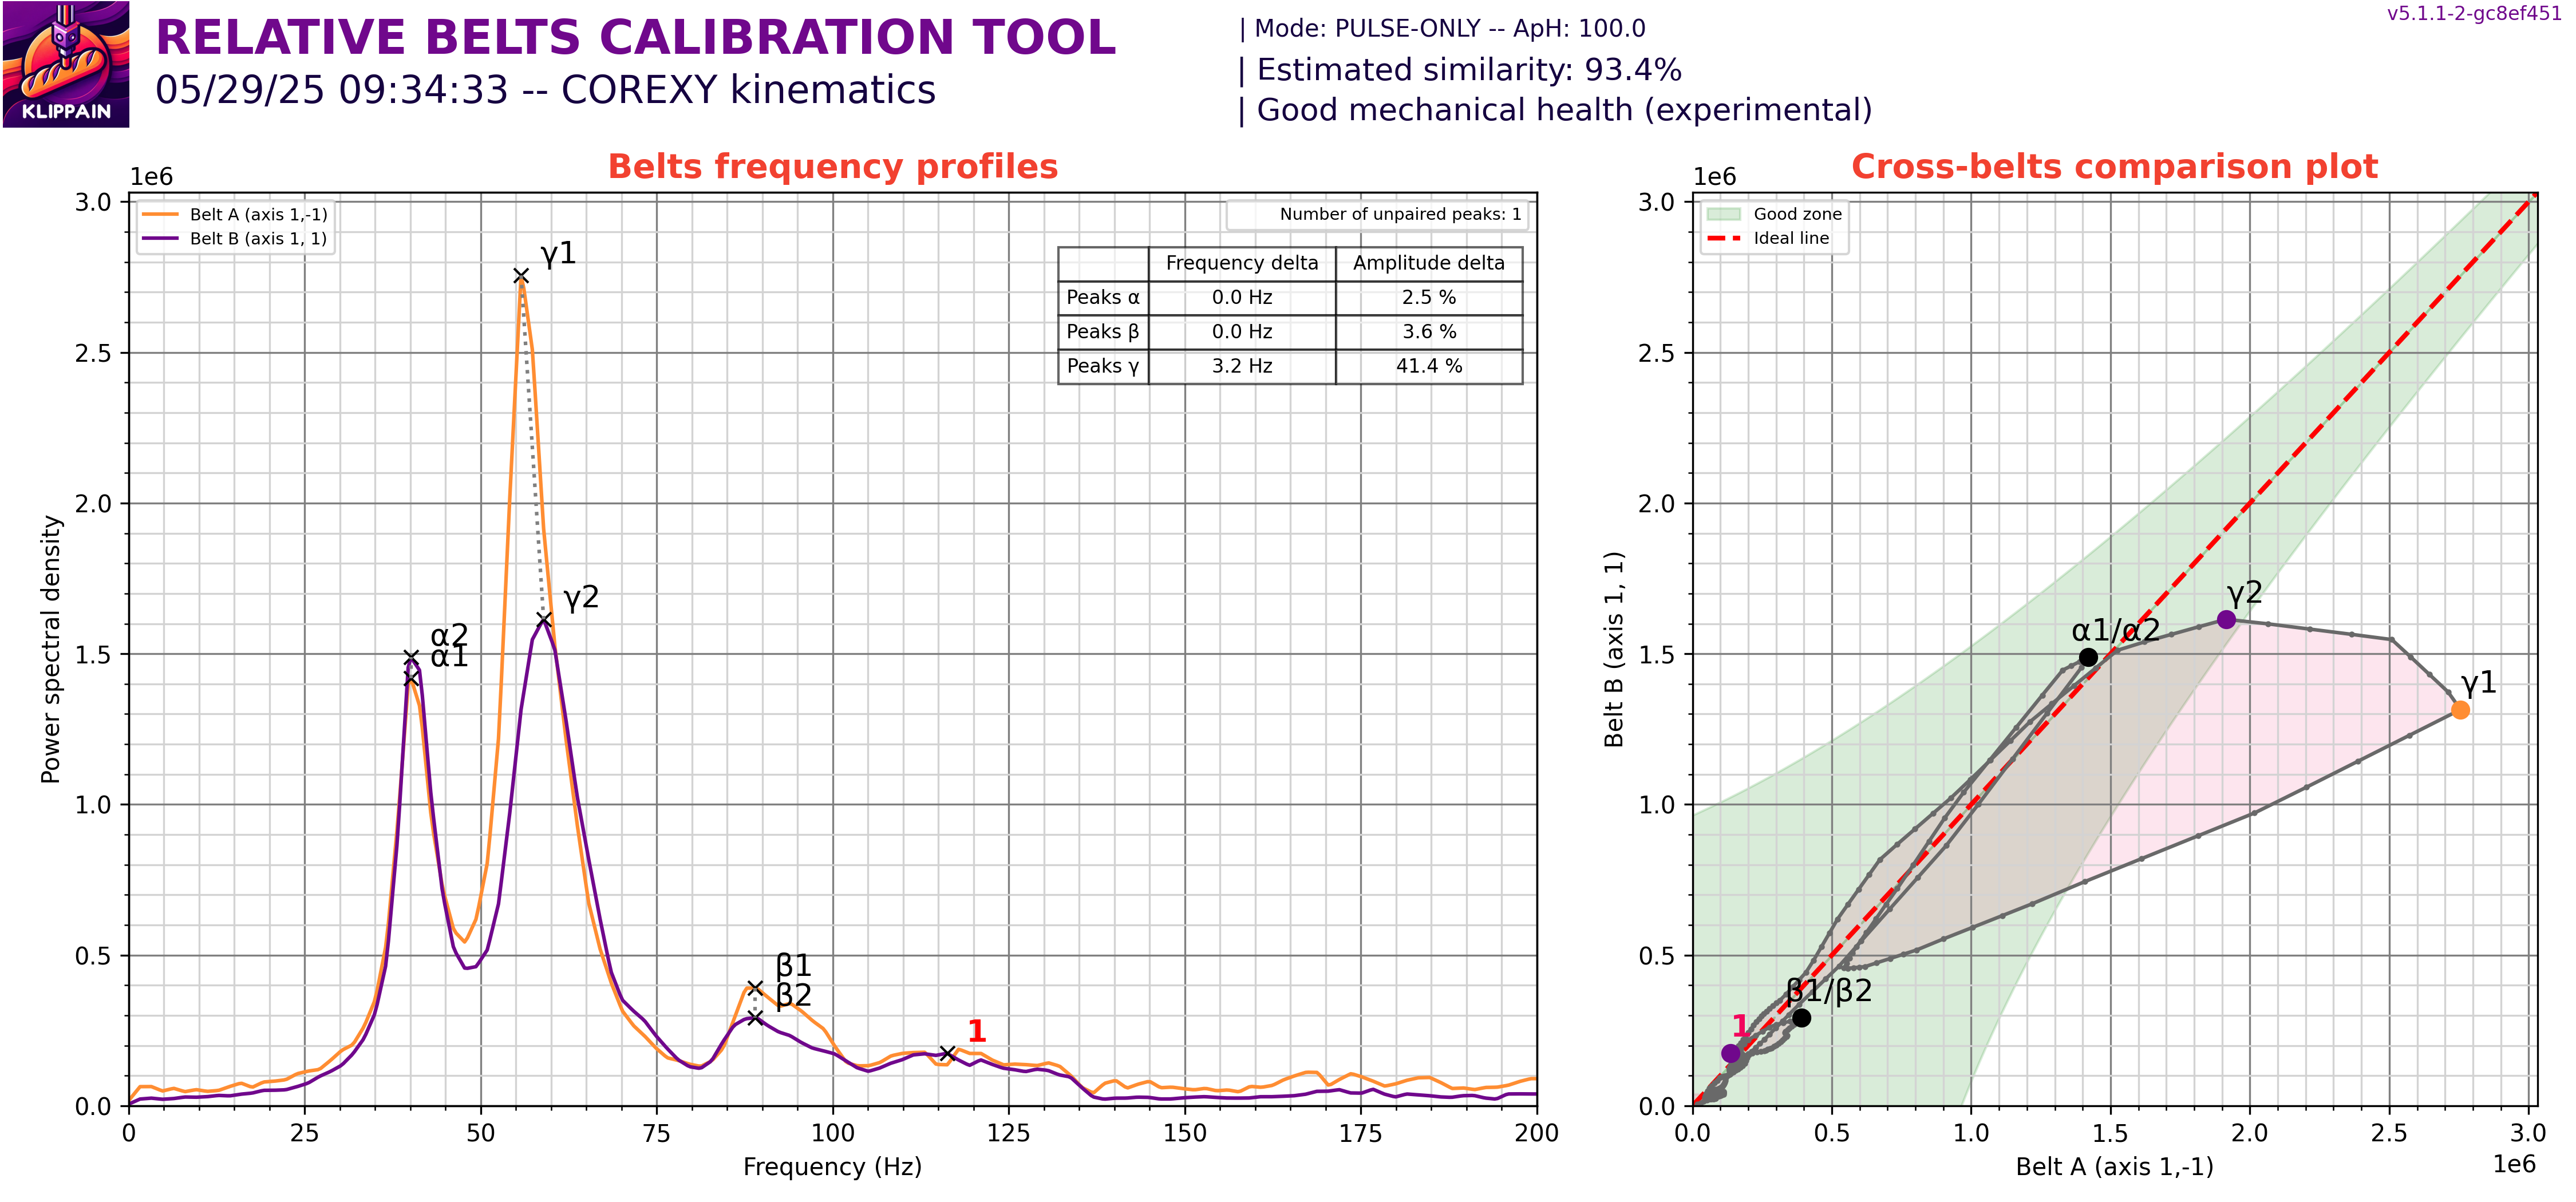 v5.1.1-2-gc8ef451
KLIPPAIN
RELATIVE BELTS CALIBRATION TOOL
05/29/25 09:34:33 -- COREXY kinematics
| Mode: PULSE-ONLY -- ApH: 100.0
| Estimated similarity: 93.4%
| Good mechanical health (experimental)
Belts frequency profiles
1e6
Belt A (axis 1,-1)
Belt B (axis 1, 1)
Number of unpaired peaks: 1
Frequency delta Amplitude delta
Peaks α 0.0 Hz 2.5 %
Peaks β 0.0 Hz 3.6 %
Peaks γ 3.2 Hz 41.4 %
γ1
γ2
α2
α1
β1
β2
1
3.0
2.5
2.0
1.5
1.0
0.5
0.0
Power spectral density
0 25 50 75 100 125 150 175 200
Frequency (Hz)
Cross-belts comparison plot
1e6
Good zone
Ideal line
γ2
α1/α2
γ1
β1/β2
1
3.0
2.5
2.0
1.5
1.0
0.5
0.0
Belt B (axis 1, 1)
0.0 0.5 1.0 1.5 2.0 2.5 3.0
Belt A (axis 1,-1)
1e6